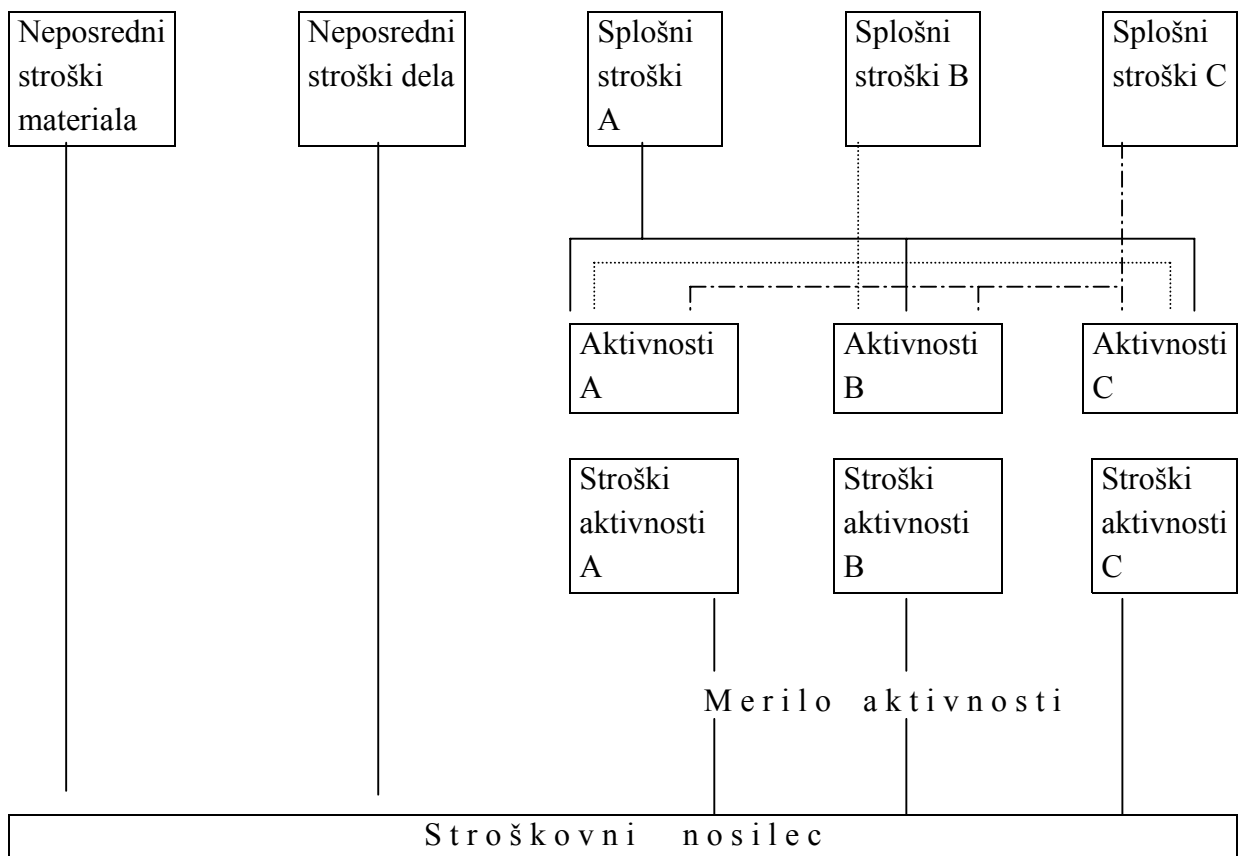 Neposredni
stroški
materiala
Neposredni
stroški dela
Splošni
stroški
A
Splošni
stroški B
Splošni
stroški C
Aktivnosti
A
Aktivnosti
B
Aktivnosti
C
Stroški
aktivnosti
A
Stroški
aktivnosti
B
Stroški
aktivnosti
C
Merilo aktivnosti
Stroškovni nosilec